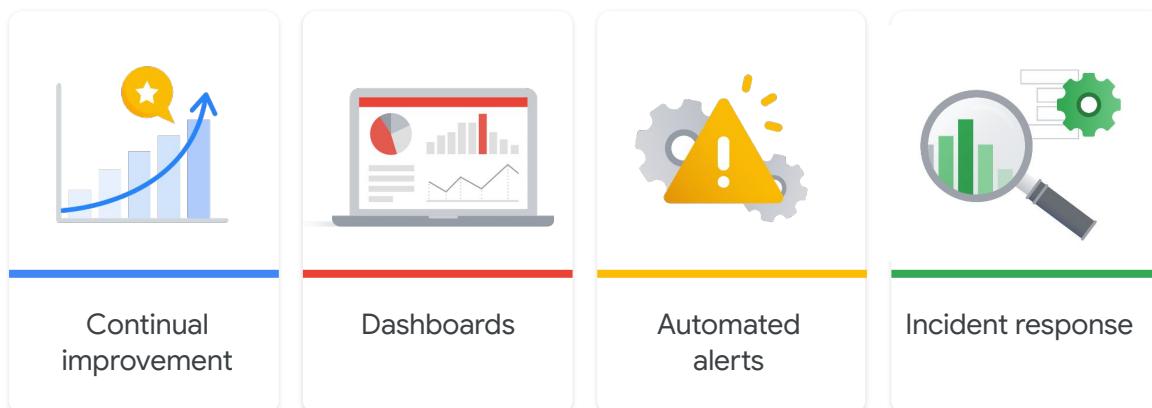 Continual
improvement
Dashboards
Automated
alerts
Incident response